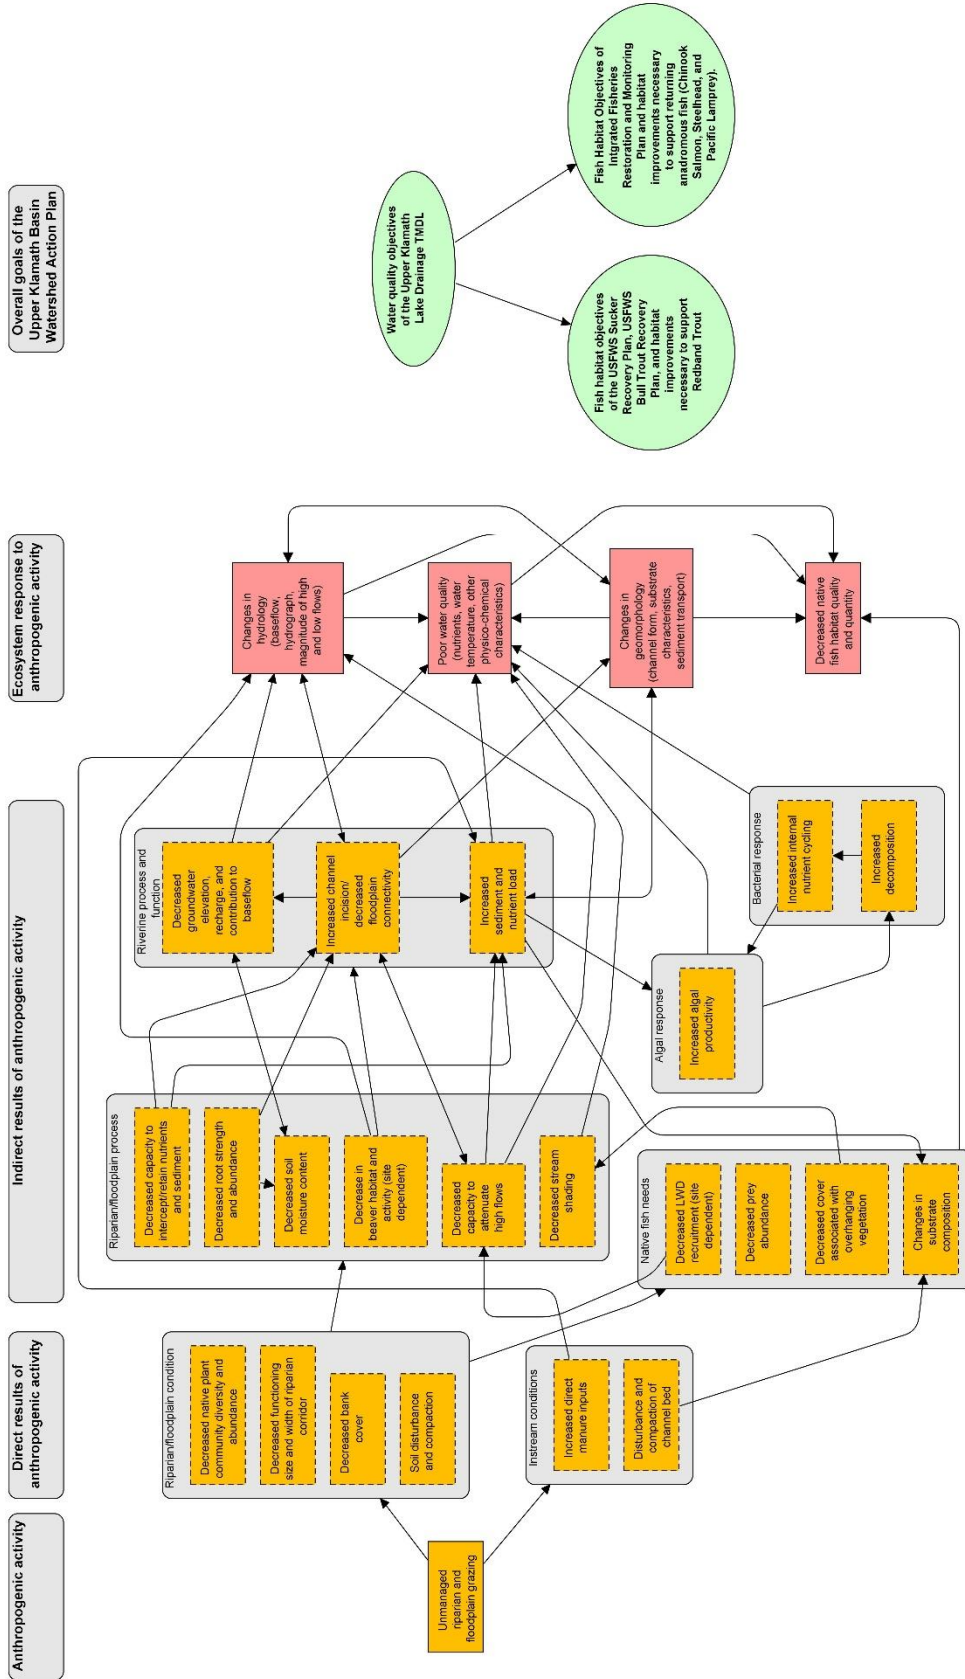 Anthropogenic activity
Direct results of
anthropogenic activity
Indirect results of anthropogenic activity
Ecosystem response to
anthropogenic activity
Overall goals of the
Upper Klamath Basin
Watershed Action Plan
Unmanaged
riparian and
floodplain grazing
Riparian/floodplain condition
Decreased native plant
community diversity and
abundance
Decreased functioning
size and width of riparian
corridor
Decreased bank
cover
Soil disturbance
and compaction
Instream conditions
Increased direct
manure inputs
Disturbance and
compaction of
channel bed
Riparian/floodplain process
Decreased capacity to
intercept/retain nutrients
and sediment
Decreased root strength
and abundance
Decreased soil
moisture content
Decrease in
beaver habitat and
activity (site
dependent)
Decreased
capacity to
attenuate
high flows
Decreased stream
shading
Native fish needs
Decreased LWD
recruitment (site
dependent)
Decreased prey
abundance
Decreased cover
associated with
overhanging
vegetation
Changes in
substrate
composition
Riverine process and
function
Decreased
groundwater
elevation,
recharge, and
contribution to
baseflow
Increased channel
incision/
decreased
floodplain
connectivity
Increased
sediment and
nutrient load
Algal response
Increased algal
productivity
Bacterial response
Increased internal
nutrient cycling
Increased
decomposition
Changes in
hydrology
(baseflow,
hydrograph,
magnitude of high
and low flows)
Poor water quality
(nutrients, water
temperature, other
physico-chemical
characteristics)
Changes in
geomorphology
(channel form, substrate
characteristics,
sediment transport)
Decreased native
fish habitat quality
and quantity
Water quality objectives
of the Upper Klamath
Lake Drainage TMDL
Fish habitat objectives
of the USFWS Sucker
Recovery Plan, USFWS
Bull Trout Recovery
Plan, and habitat
improvements
necessary to support
Redband Trout
Fish Habitat Objectives of
Intgrated Fisheries
Restoration and Monitoring
Plan and habitat
improvements necessary
to support returning
anadromous fish (Chinook
Salmon, Steelhead, and
Pacific Lamprey).